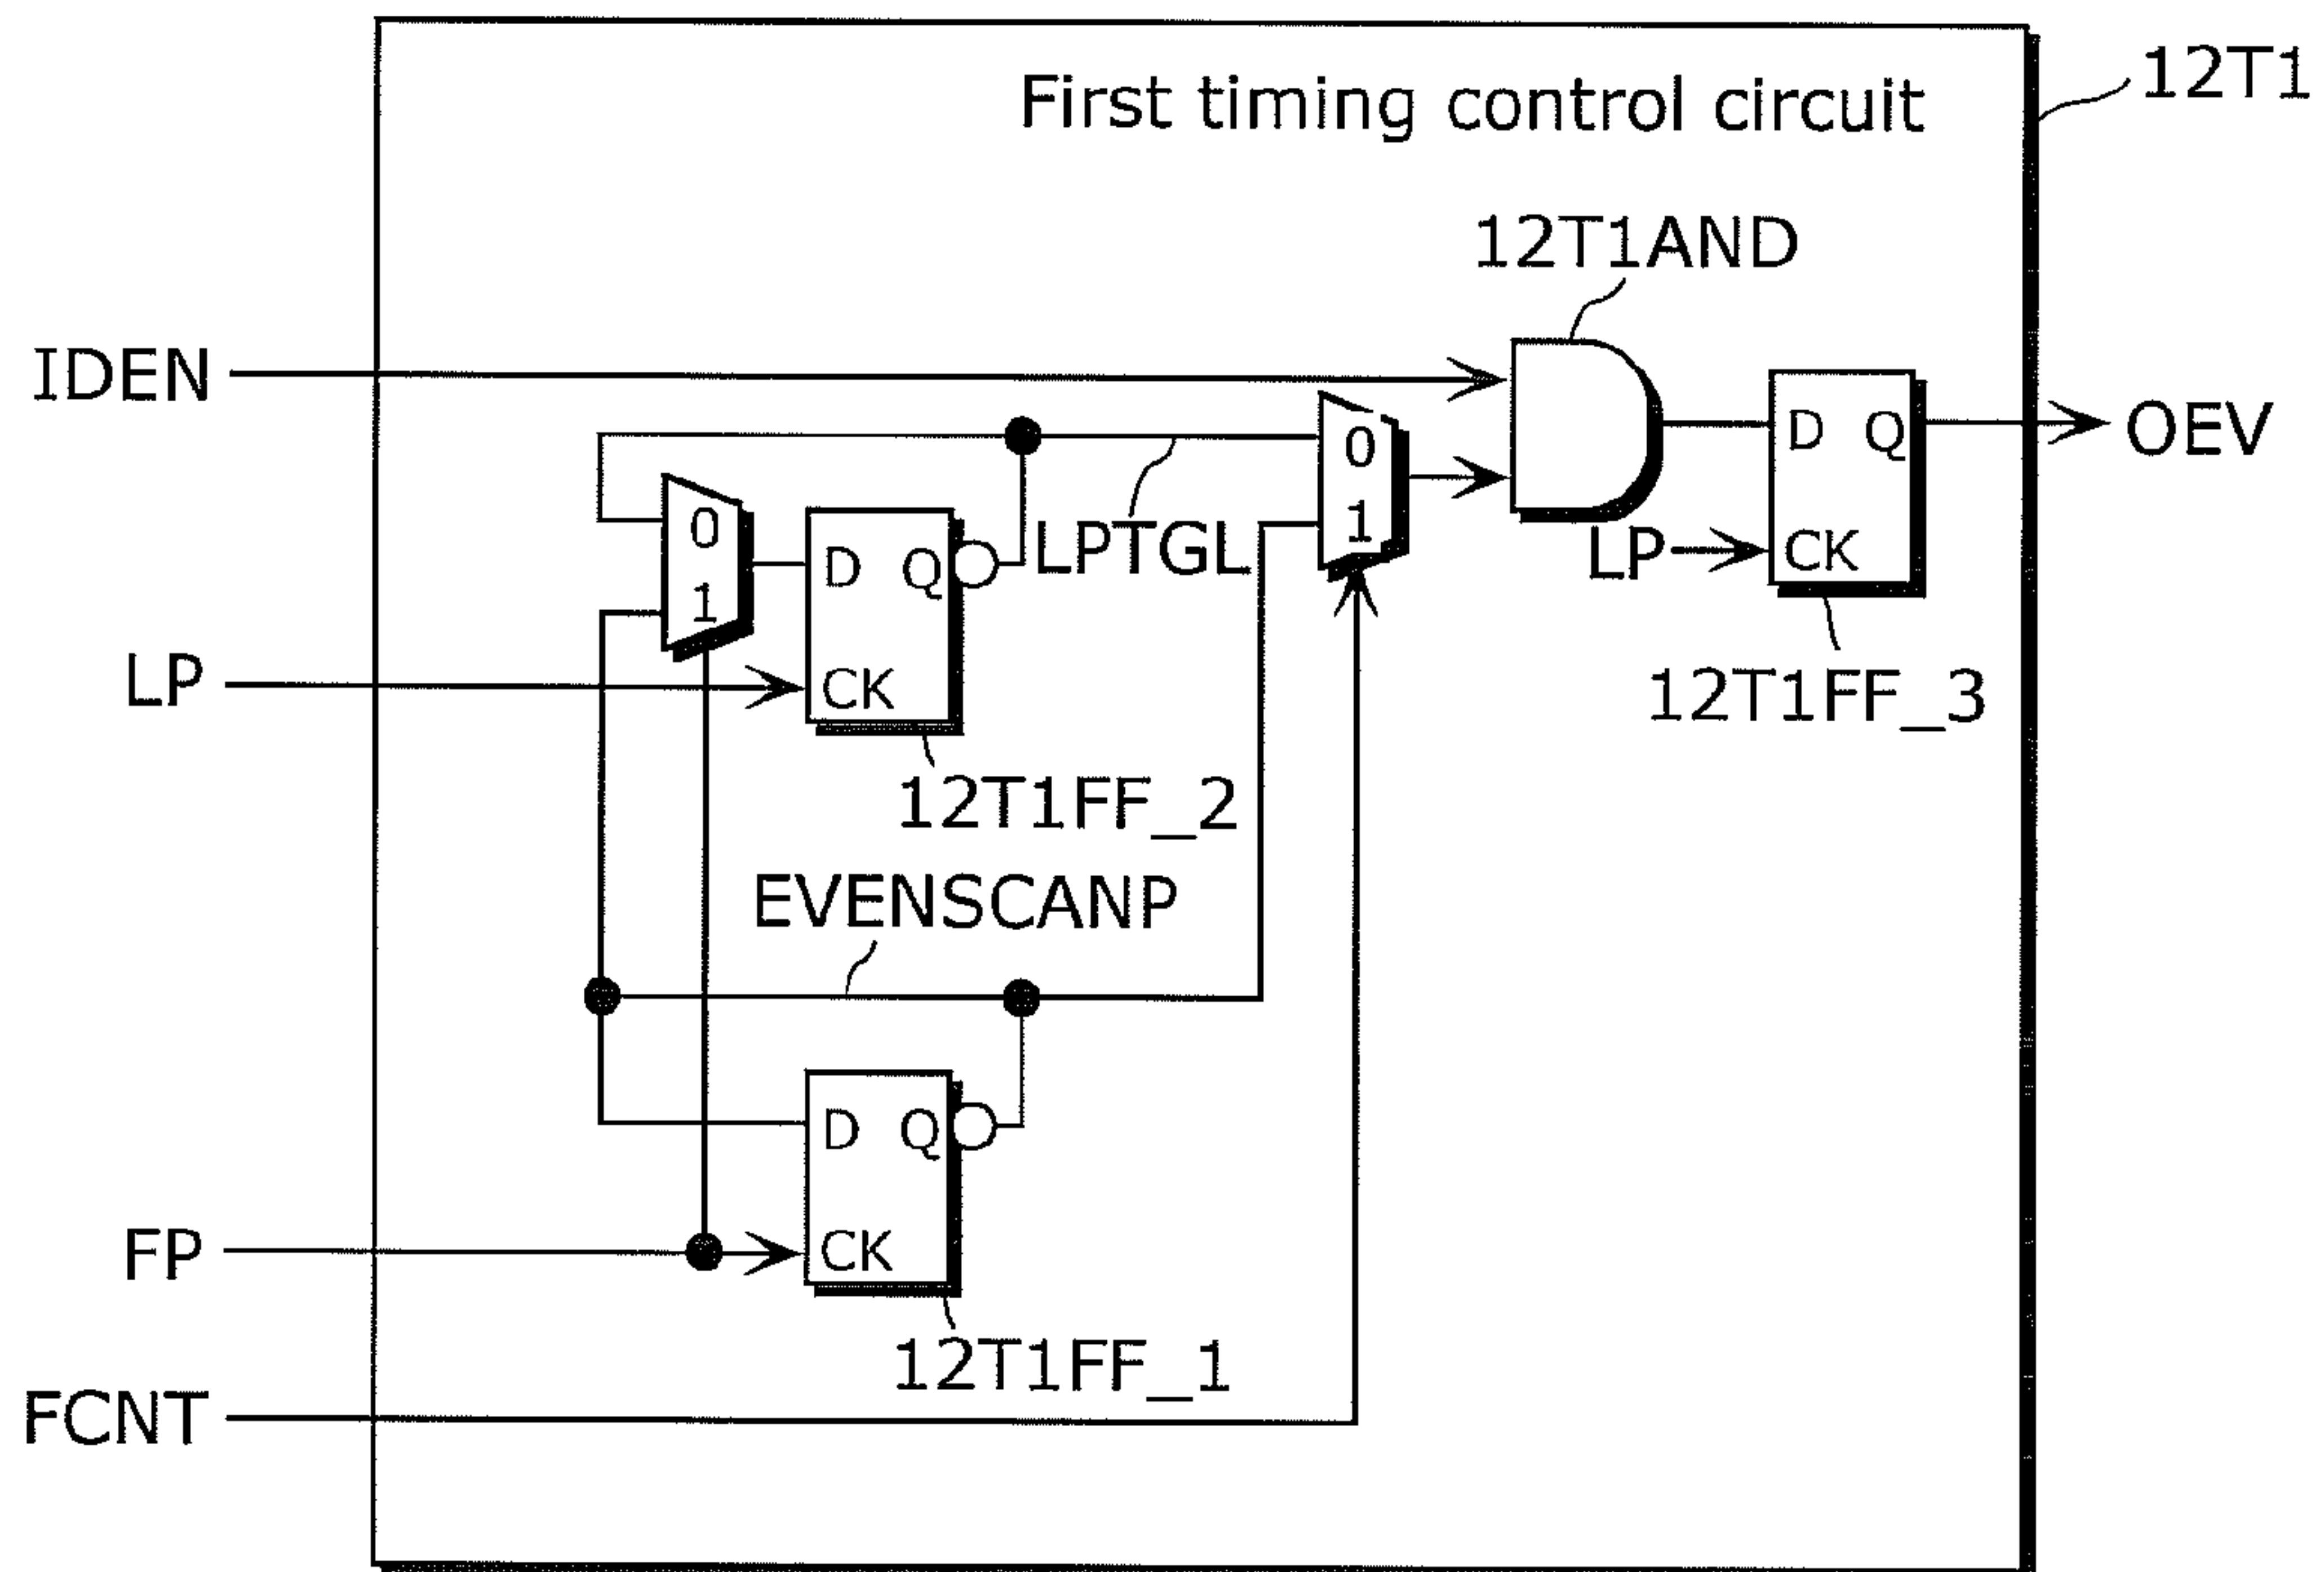 First timing control circuit
12T1
12T1AND
IDEN
0
1
D Q
CK
OEV
LPTGL
LP
0
1
D Q
CK
LP
12T1FF_3
12T1FF_2
EVENSCANP
D Q
CK
FP
12T1FF_1
FCNT